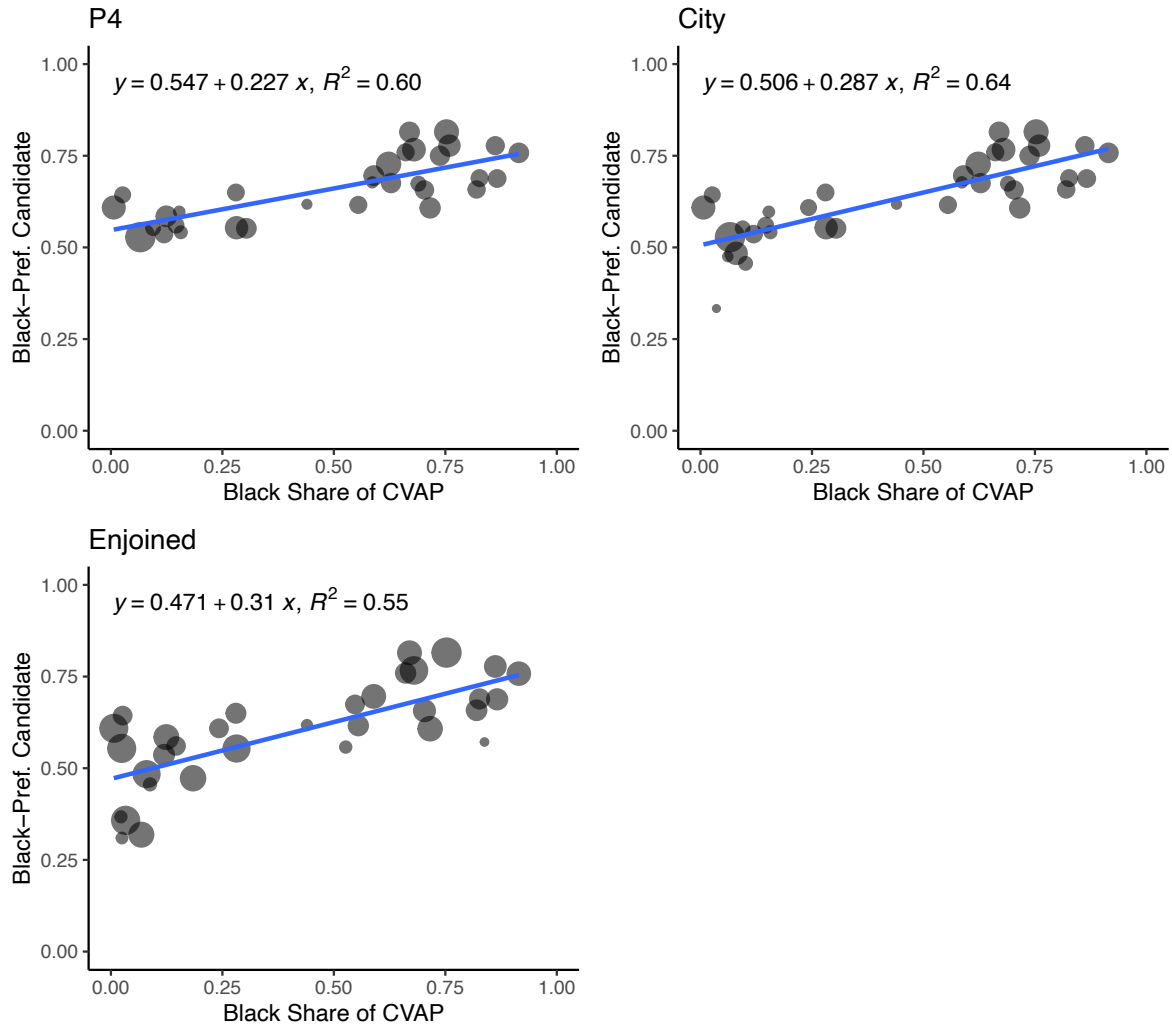 P4
y = 0.547 + 0.227 x, R² = 0.60
1.00
0.75
0.50
0.25
0.00
Black−Pref. Candidate
0.00 0.25 0.50 0.75 1.00
Black Share of CVAP
City
y = 0.506 + 0.287 x, R² = 0.64
1.00
0.75
0.50
0.25
0.00
Black−Pref. Candidate
0.00 0.25 0.50 0.75 1.00
Black Share of CVAP
Enjoined
y = 0.471 + 0.31 x, R² = 0.55
1.00
0.75
0.50
0.25
0.00
Black−Pref. Candidate
0.00 0.25 0.50 0.75 1.00
Black Share of CVAP